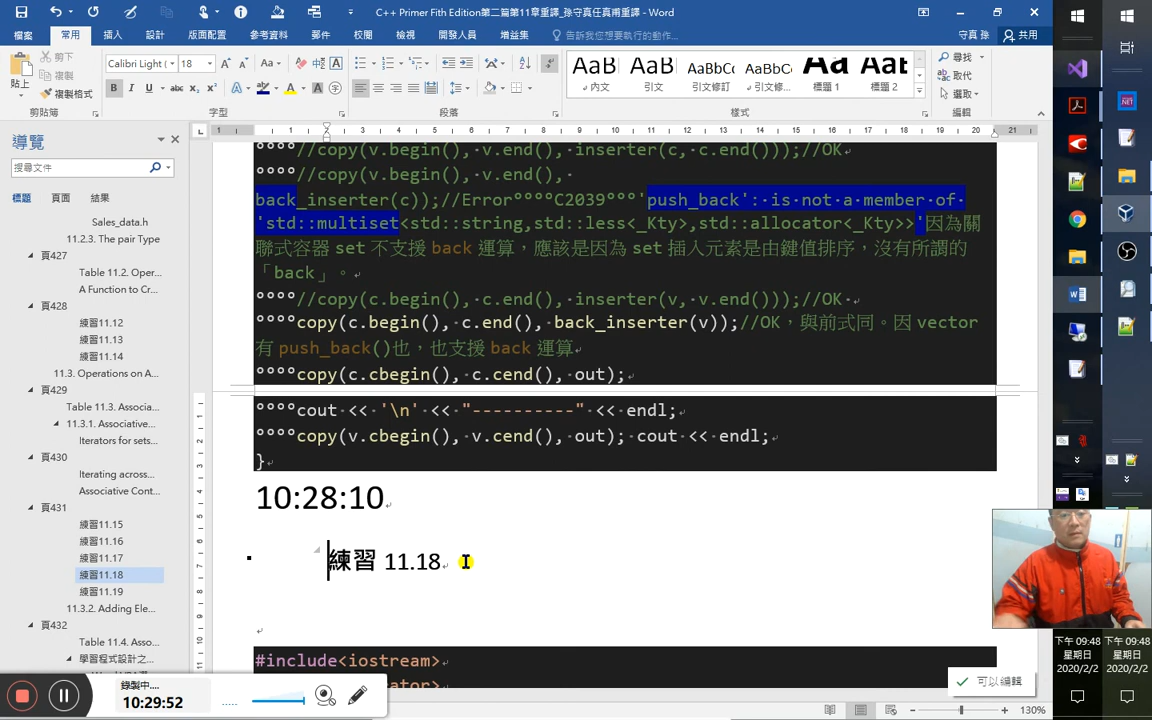 C++ Primer Fith Edition第二篇第11章重譯_孫守真任真甫重譯 - Word
檔案 常用 插入 設計 版面配置 參考資料 郵件 校閱 檢視 開發人員 增益集 告訴我您想要執行的動作... 守真 孫 共用
貼上
剪下
複製
複製格式
剪貼簿
Calibri Light ( 18
字型
段落
AaB AaB AaBbCc AaBbC Aa Aat
內文 引文 引文修... 引文修... 標題 1 標題 2
樣式
尋找
取代
選取
編輯
導覽
搜尋文件
標題 頁面 結果
Sales_data.h
11.2.3. The pair Type
頁427
Table 11.2. Oper...
A Function to Cr...
頁428
練習11.12
練習11.13
練習11.14
11.3. Operations on A...
頁429
Table 11.3. Associa...
11.3.1. Associative...
Iterators for sets...
頁430
Iterating across...
Associative Cont...
頁431
練習11.15
練習11.16
練習11.17
練習11.18
練習11.19
11.3.2. Adding Ele...
頁432
Table 11.4. Asso...
學習程式設計之...
//copy(v.begin(), v.end(), inserter(c, c.end()));//OK
//copy(v.begin(), v.end(),
back_inserter(c));//Error°°°°C2039°°°'push_back': is not a member of
'std::multiset<std::string,std::less<_Kty>,std::allocator<_Kty>>'因為關
聯式容器 set 不支援 back 運算，應該是因為 set 插入元素是由鍵值排序，沒有所謂的
「back」。
//copy(c.begin(), c.end(), inserter(v, v.end()));//OK
copy(c.begin(), c.end(), back_inserter(v));//OK，與前式同。因 vector
有 push_back()也，也支援 back 運算
copy(c.cbegin(), c.cend(), out);
cout << '\n' << "----------" << endl;
copy(v.cbegin(), v.cend(), out); cout << endl;
}
10:28:10
練習 11.18
#include<iostream>
錄製中....
10:29:52
可以編輯
130%
下午 09:48
星期日
2020/2/2
下午 09:48
星期日
2020/2/2